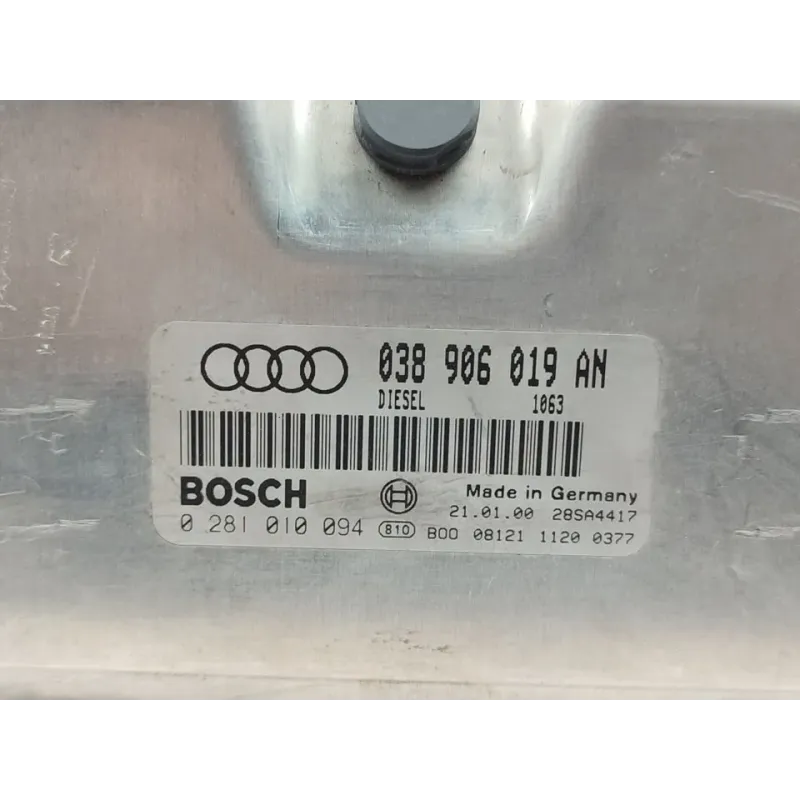 038 906 019 AN
DIESEL 1063
BOSCH Made in Germany
21.01.00 28SA4417
0 281 010 094 B10 B00 08121 1120 0377